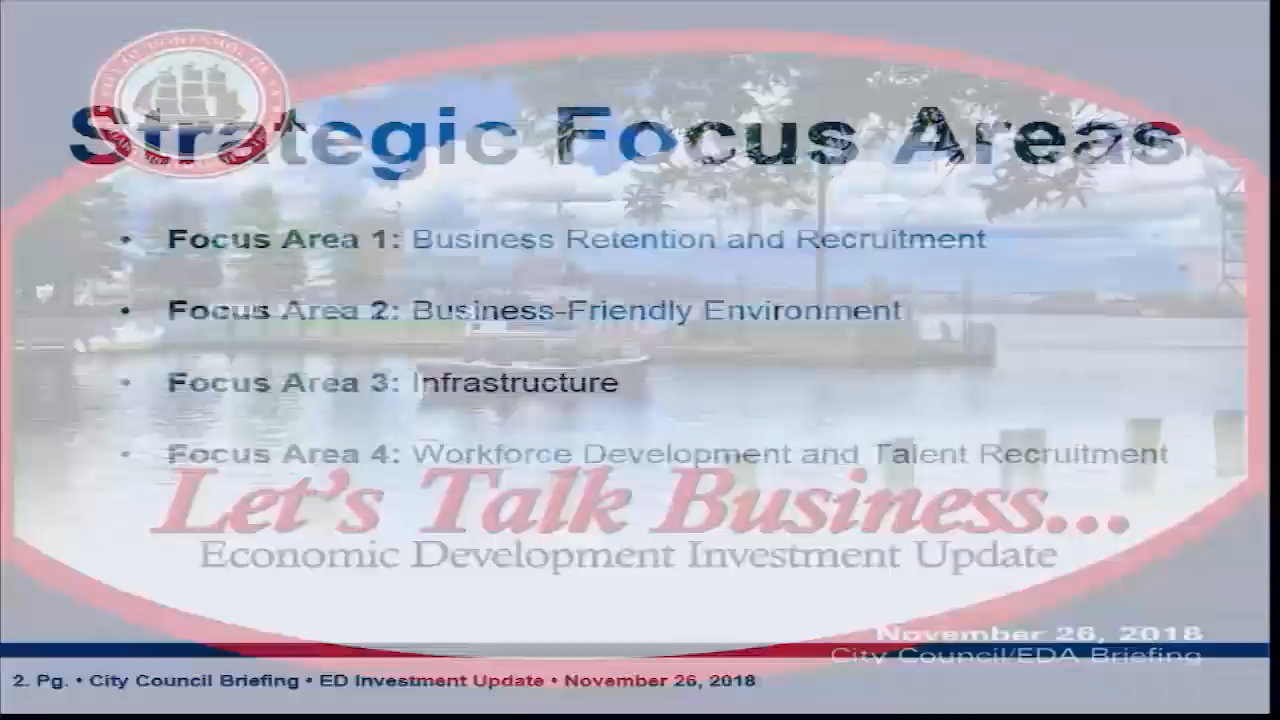 Strategic Focus Areas
• Focus Area 1: Business Retention and Recruitment
• Focus Area 2: Business-Friendly Environment
• Focus Area 3: Infrastructure
• Focus Area 4: Workforce Development and Talent Recruitment
Let's Talk Business...
Economic Development Investment Update
November 26, 2018
City Council/EDA Briefing
2. Pg. • City Council Briefing • ED Investment Update • November 26, 2018